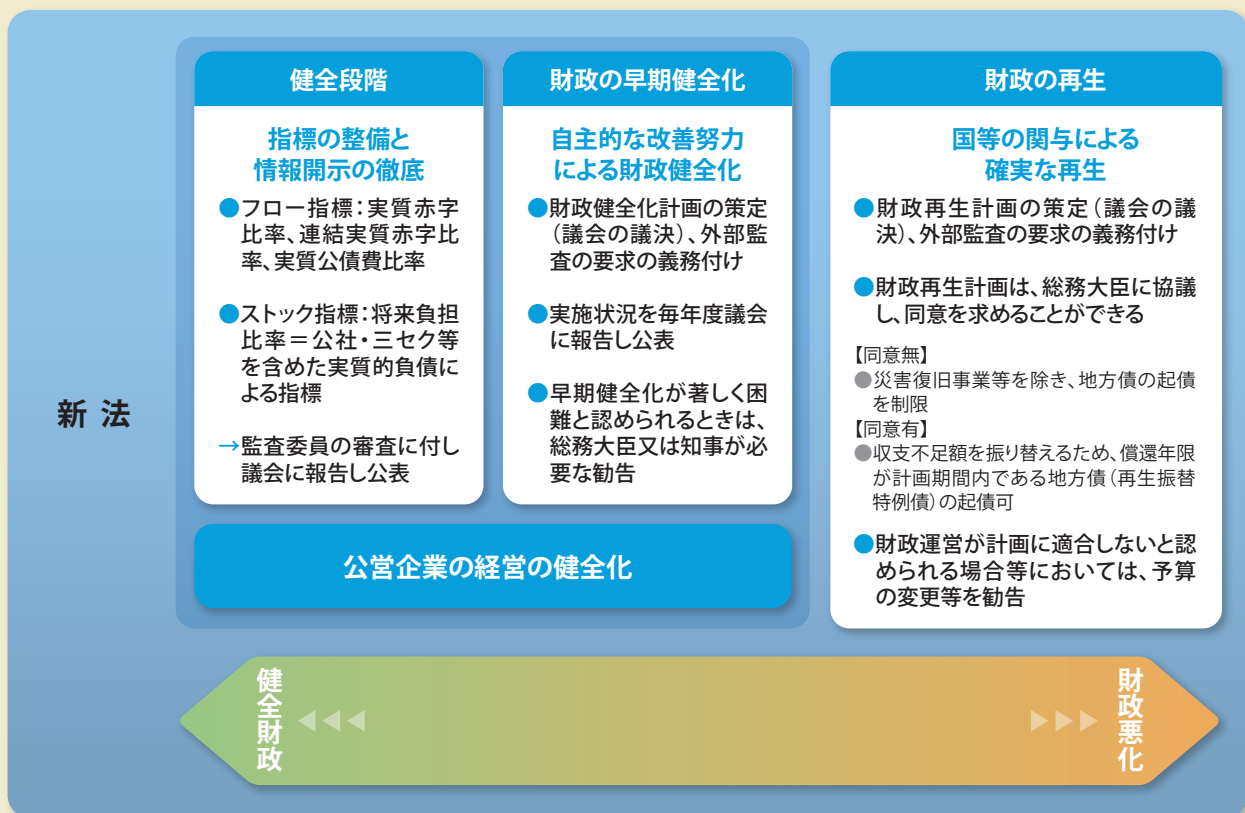 新 法
健全段階
指標の整備と
情報開示の徹底
●フロー指標：実質赤字
比率、連結実質赤字比
率、実質公債費比率
●ストック指標：将来負担
比率＝公社・三セク等
を含めた実質的負債に
よる指標
→監査委員の審査に付し
議会に報告し公表
財政の早期健全化
自主的な改善努力
による財政健全化
●財政健全化計画の策定
（議会の議決）、外部監
査の要求の義務付け
●実施状況を毎年度議会
に報告し公表
●早期健全化が著しく困
難と認められるときは、
総務大臣又は知事が必
要な勧告
公営企業の経営の健全化
財政の再生
国等の関与による
確実な再生
●財政再生計画の策定（議会の議
決）、外部監査の要求の義務付け
●財政再生計画は、総務大臣に協議
し、同意を求めることができる
【同意無】
●災害復旧事業等を除き、地方債の起債
を制限
【同意有】
●収支不足額を振り替えるため、償還年限
が計画期間内である地方債（再生振替
特例債）の起債可
●財政運営が計画に適合しないと認
められる場合等においては、予算
の変更等を勧告
健全財政
財政悪化